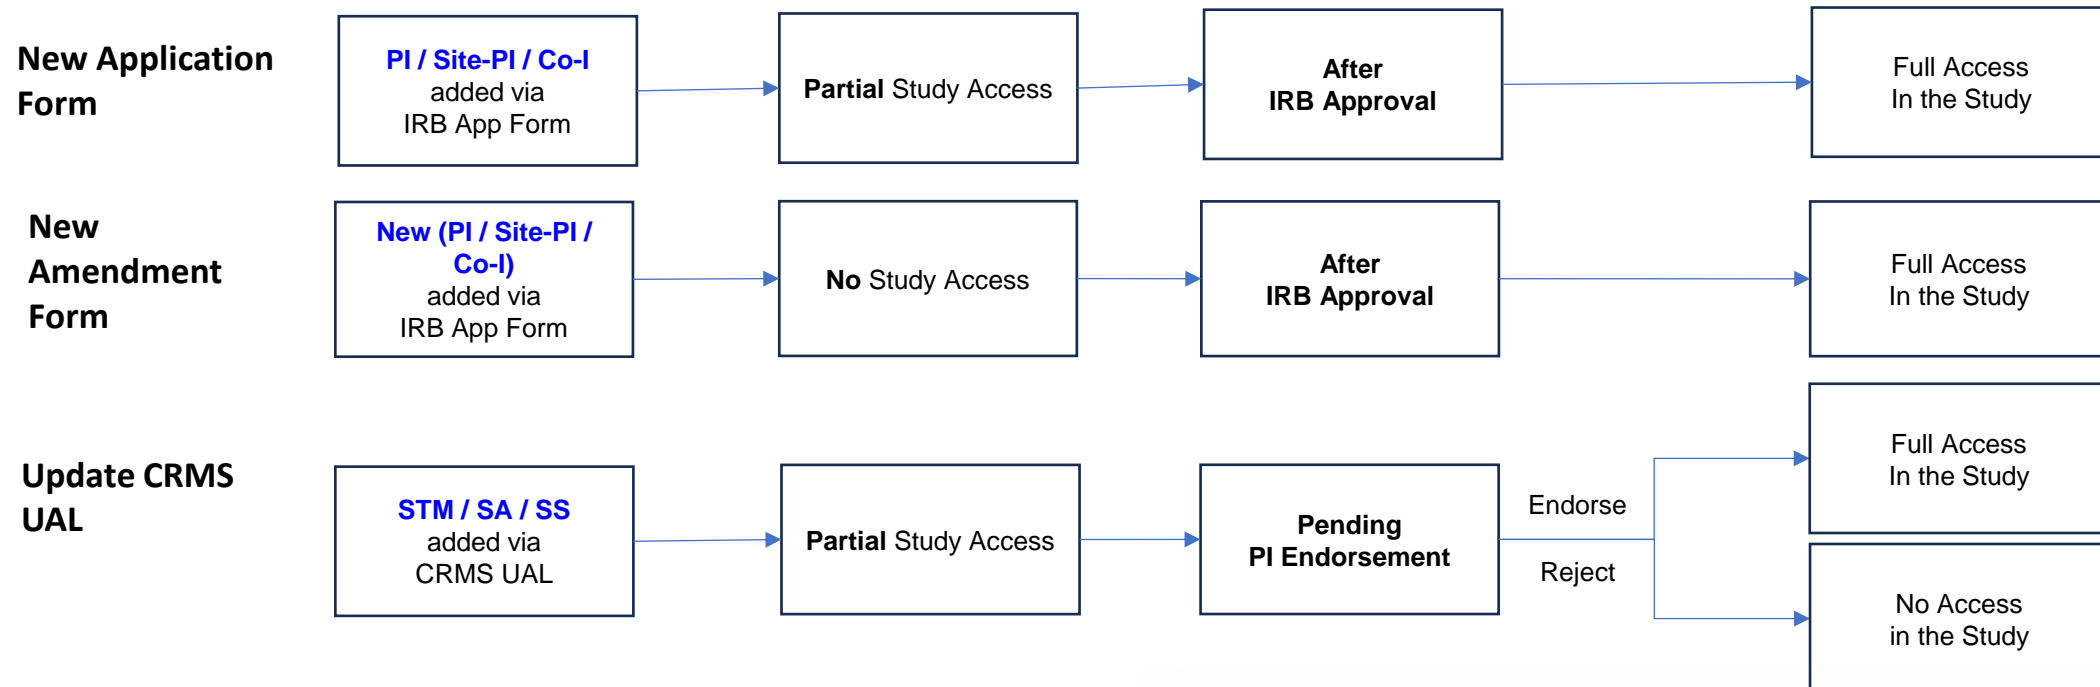 New Application
Form
PI / Site-PI / Co-I
added via
IRB App Form
Partial Study Access
After
IRB Approval
Full Access
In the Study
New
Amendment
Form
New (PI / Site-PI /
Co-I)
added via
IRB App Form
No Study Access
After
IRB Approval
Full Access
In the Study
Update CRMS
UAL
STM / SA / SS
added via
CRMS UAL
Partial Study Access
Pending
PI Endorsement
Endorse
Reject
Full Access
In the Study
No Access
in the Study